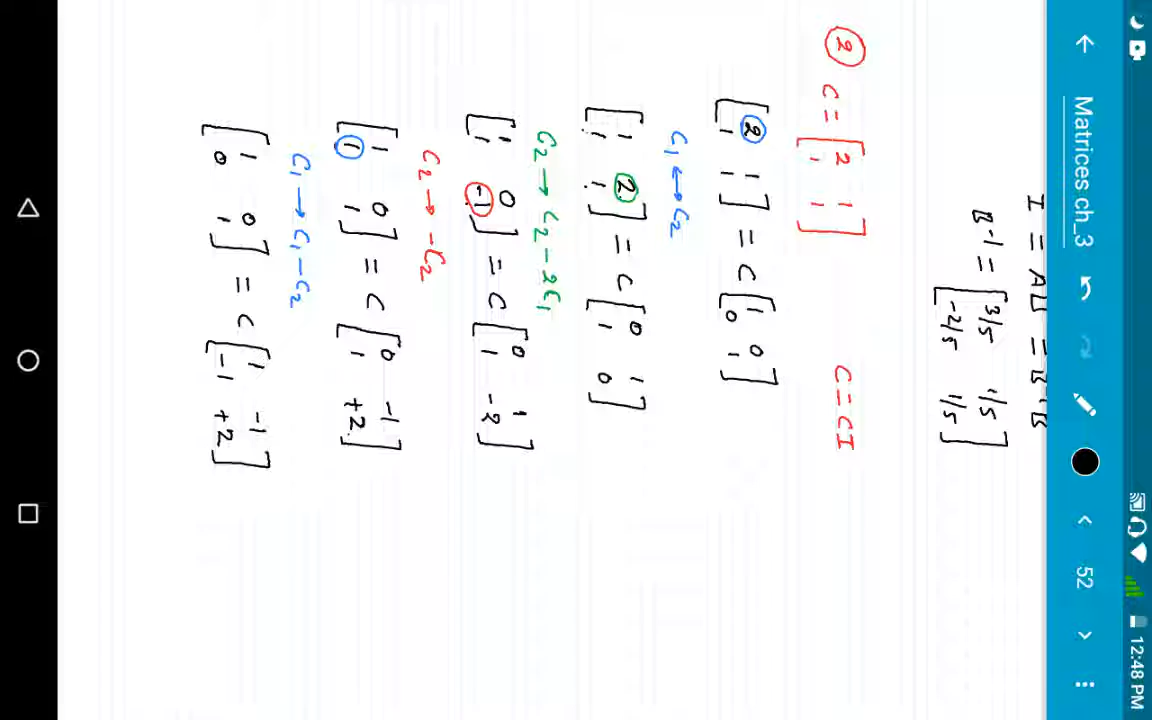 12:48 PM
Matrices ch_3 52
I =
B-1 = [3/5 1/5
-2/5 1/5]
② C = [2 1 C = CI
1 1]
[2 1 = C [1 0
1 1] 0 1]
C1 ↔ C2
[1 2 = C [0 1
1 1] 1 0]
C2 → C2 - 2C1
[1 0 = C [0 1
1 -1] 1 -2]
C2 → -C2
[1 0 = C [0 -1
1 1] 1 +2]
C1 → C1 - C2
[1 0 = C [1 -1
0 1] -1 +2]